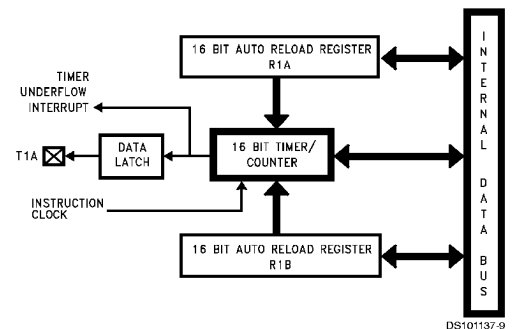 16 BIT AUTO RELOAD REGISTER
R1A
TIMER
UNDERFLOW
INTERRUPT
T1A
DATA
LATCH
16 BIT TIMER/
COUNTER
INSTRUCTION
CLOCK
16 BIT AUTO RELOAD REGISTER
R1B
INTERNAL DATA BUS
DS101137-9